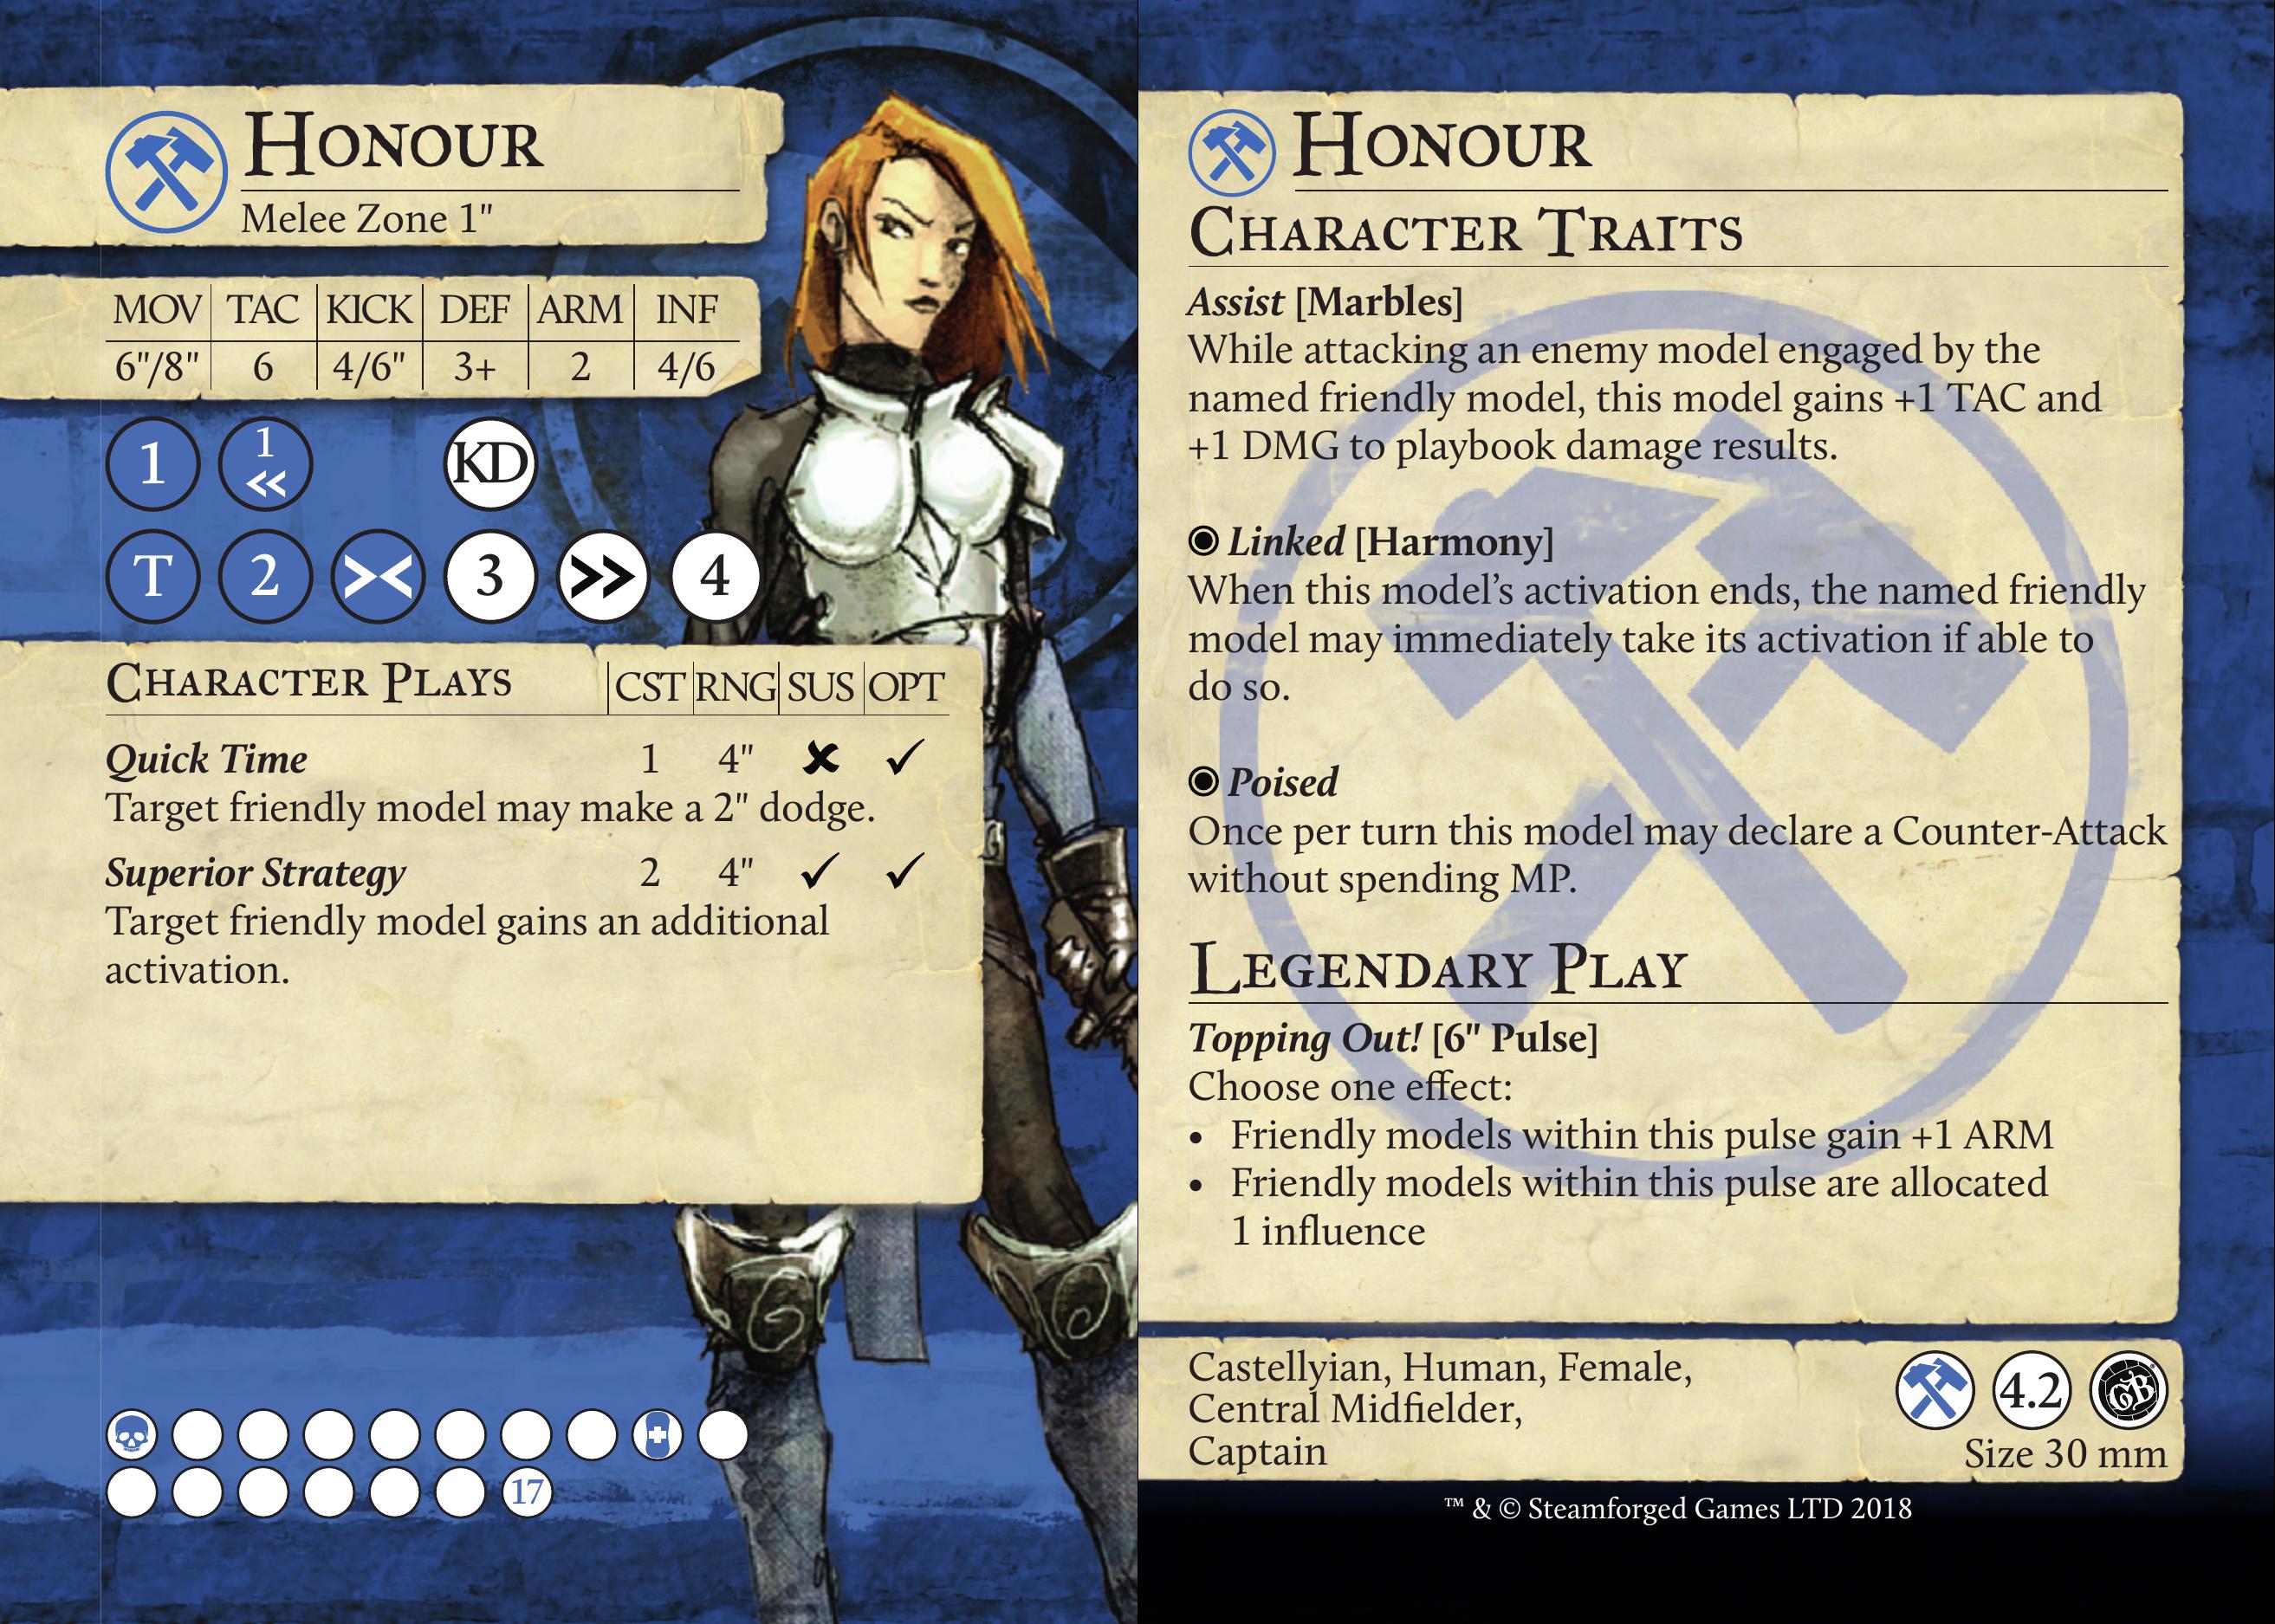 Honour
Melee Zone 1"
MOV TAC KICK DEF ARM INF
6"/8" 6 4/6" 3+ 2 4/6
1 1 << KD
T 2 >< 3 >> 4
Character Plays CST RNG SUS OPT
Quick Time 1 4" ✘ ✓
Target friendly model may make a 2" dodge.
Superior Strategy 2 4" ✓ ✓
Target friendly model gains an additional
activation.
17
Honour
Character Traits
Assist [Marbles]
While attacking an enemy model engaged by the
named friendly model, this model gains +1 TAC and
+1 DMG to playbook damage results.
Linked [Harmony]
When this model’s activation ends, the named friendly
model may immediately take its activation if able to
do so.
Poised
Once per turn this model may declare a Counter-Attack
without spending MP.
Legendary Play
Topping Out! [6" Pulse]
Choose one effect:
• Friendly models within this pulse gain +1 ARM
• Friendly models within this pulse are allocated
1 influence
Castellyian, Human, Female,
Central Midfielder,
Captain
4.2 GB
Size 30 mm
™ & © Steamforged Games LTD 2018